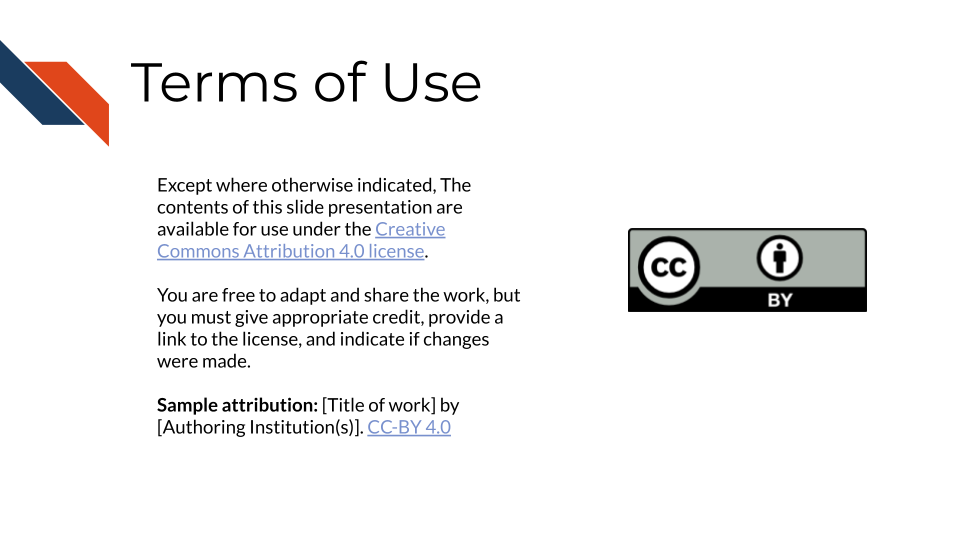 Terms of Use
Except where otherwise indicated, The
contents of this slide presentation are
available for use under the Creative
Commons Attribution 4.0 license.
You are free to adapt and share the work, but
you must give appropriate credit, provide a
link to the license, and indicate if changes
were made.
Sample attribution: [Title of work] by
[Authoring Institution(s)]. CC-BY 4.0
CC
BY